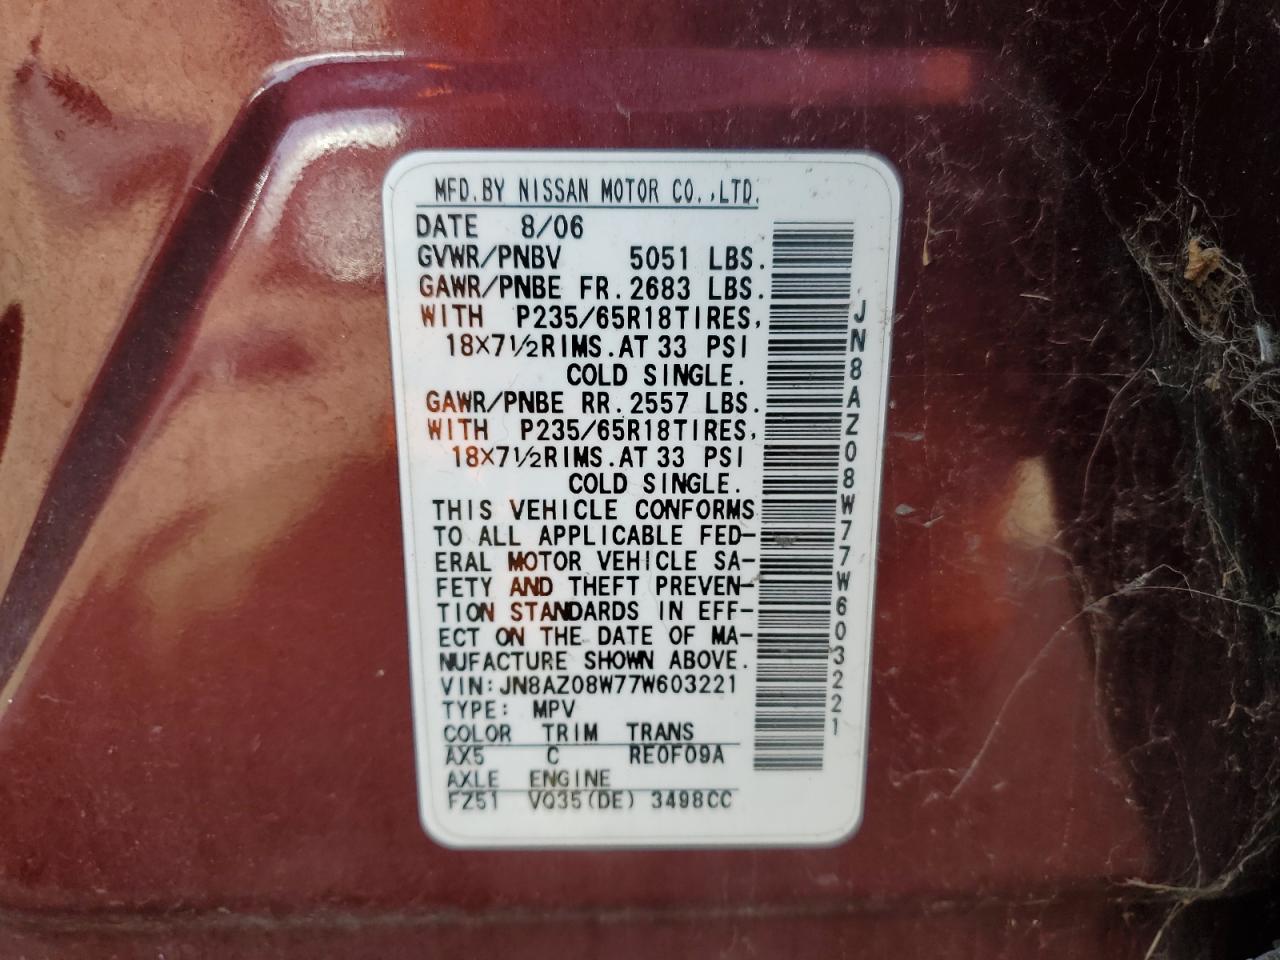 MFD.BY NISSAN MOTOR CO.,LTD.
DATE 8/06
GVWR/PNBV 5051 LBS.
GAWR/PNBE FR.2683 LBS.
WITH P235/65R18TIRES,
18×7½RIMS.AT 33 PSI
COLD SINGLE.
GAWR/PNBE RR.2557 LBS.
WITH P235/65R18TIRES,
18×7½RIMS.AT 33 PSI
COLD SINGLE.
THIS VEHICLE CONFORMS
TO ALL APPLICABLE FED-
ERAL MOTOR VEHICLE SA-
FETY AND THEFT PREVEN-
TION STANDARDS IN EFF-
ECT ON THE DATE OF MA-
NUFACTURE SHOWN ABOVE.
VIN:JN8AZ08W77W603221
TYPE: MPV
COLOR TRIM TRANS
AX5 C RE0F09A
AXLE ENGINE
FZ51 VQ35(DE) 3498CC
JN8AZ08W77W603221